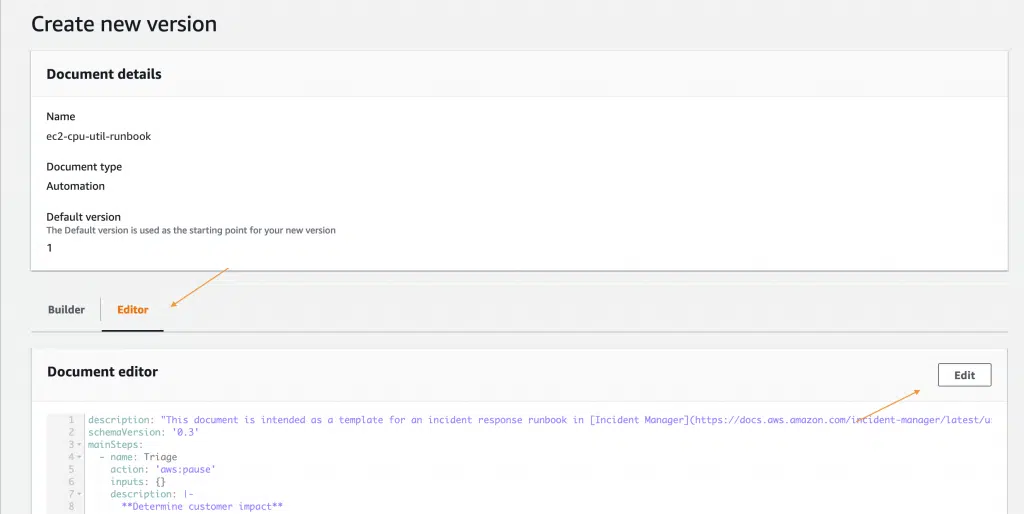 Create new version
Document details
Name
ec2-cpu-util-runbook
Document type
Automation
Default version
The Default version is used as the starting point for your new version
1
Builder
Editor
Document editor
Edit
1 description: "This document is intended as a template for an incident response runbook in [Incident Manager](https://docs.aws.amazon.com/incident-manager/latest/u
2 schemaVersion: '0.3'
3 mainSteps:
4 - name: Triage
5 action: 'aws:pause'
6 inputs: {}
7 description: |-
8 **Determine customer impact**